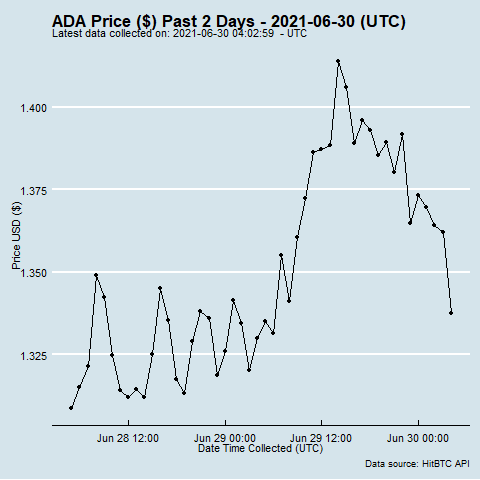 ADA Price ($) Past 2 Days - 2021-06-30 (UTC)
Latest data collected on: 2021-06-30 04:02:59  - UTC
1.400
1.375
1.350
1.325
Price USD ($)
Jun 28 12:00 Jun 29 00:00 Jun 29 12:00 Jun 30 00:00
Date Time Collected (UTC)
Data source: HitBTC API